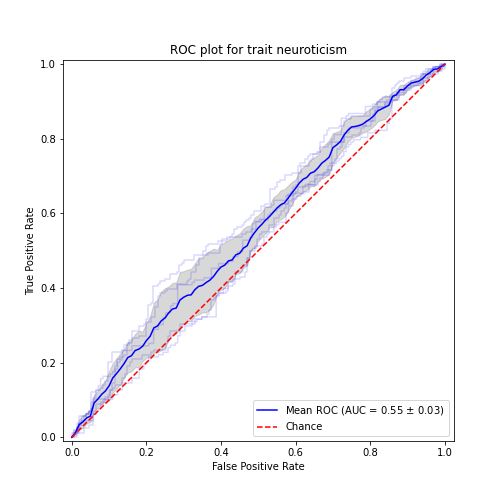 ROC plot for trait neuroticism
1.0
0.8
0.6
0.4
0.2
0.0
True Positive Rate
Mean ROC (AUC = 0.55 ± 0.03)
Chance
0.0 0.2 0.4 0.6 0.8 1.0
False Positive Rate